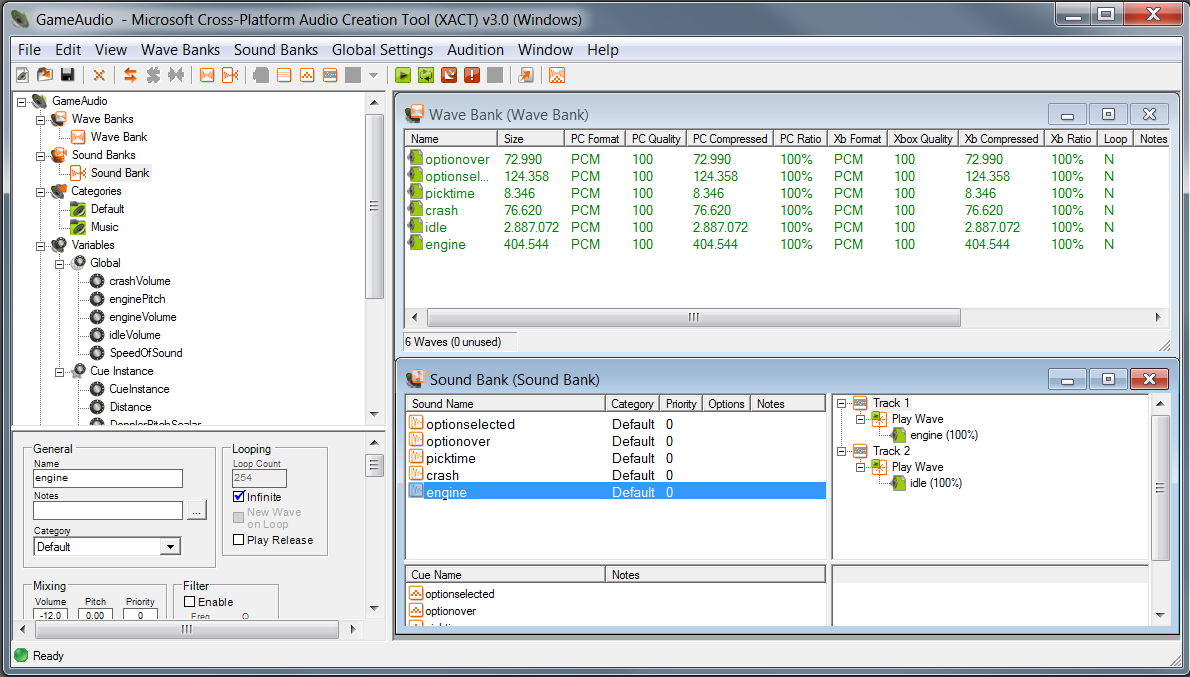 GameAudio - Microsoft Cross-Platform Audio Creation Tool (XACT) v3.0 (Windows)
File Edit View Wave Banks Sound Banks Global Settings Audition Window Help
GameAudio
Wave Banks
Wave Bank
Sound Banks
Sound Bank
Categories
Default
Music
Variables
Global
crashVolume
enginePitch
engineVolume
idleVolume
SpeedOfSound
Cue Instance
CueInstance
Distance
DopplerPitchScalar
General
Name
engine
Notes
...
Category
Default
Looping
Loop Count
254
Infinite
New Wave
on Loop
Play Release
Mixing
Volume Pitch Priority
-12.0 0.00 0
Filter
Enable
Freq Q
Wave Bank (Wave Bank)
Name Size PC Format PC Quality PC Compressed PC Ratio Xb Format Xbox Quality Xb Compressed Xb Ratio Loop Notes
optionover 72.990 PCM 100 72.990 100% PCM 100 72.990 100% N
optionsel... 124.358 PCM 100 124.358 100% PCM 100 124.358 100% N
picktime 8.346 PCM 100 8.346 100% PCM 100 8.346 100% N
crash 76.620 PCM 100 76.620 100% PCM 100 76.620 100% N
idle 2.887.072 PCM 100 2.887.072 100% PCM 100 2.887.072 100% N
engine 404.544 PCM 100 404.544 100% PCM 100 404.544 100% N
6 Waves (0 unused)
Sound Bank (Sound Bank)
Sound Name Category Priority Options Notes
optionselected Default 0
optionover Default 0
picktime Default 0
crash Default 0
engine Default 0
Track 1
Play Wave
engine (100%)
Track 2
Play Wave
idle (100%)
Cue Name Notes
optionselected
optionover
Ready